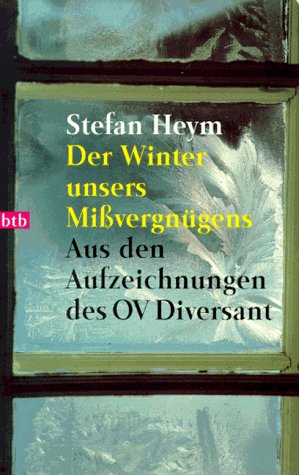 Stefan Heym
Der Winter
unsers
Mißvergnügens
btb
Aus den
Aufzeichnungen
des OV Diversant